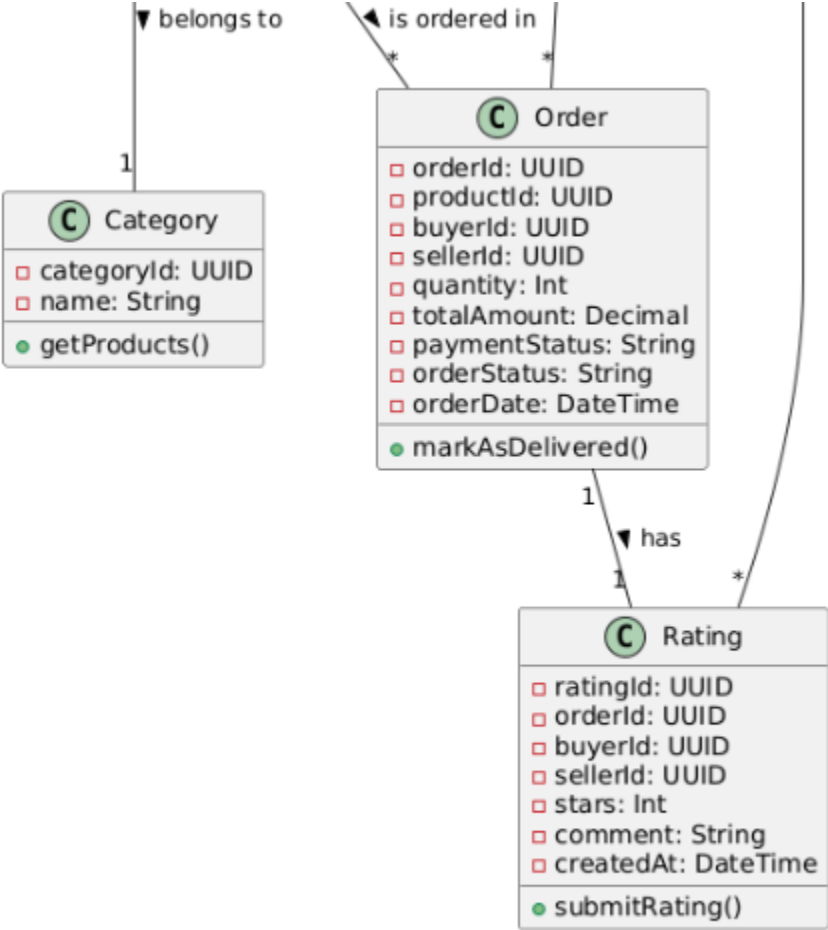 belongs to
is ordered in
*
*
1
C Category
categoryId: UUID
name: String
getProducts()
C Order
orderId: UUID
productId: UUID
buyerId: UUID
sellerId: UUID
quantity: Int
totalAmount: Decimal
paymentStatus: String
orderStatus: String
orderDate: DateTime
markAsDelivered()
1
has
1
*
C Rating
ratingId: UUID
orderId: UUID
buyerId: UUID
sellerId: UUID
stars: Int
comment: String
createdAt: DateTime
submitRating()